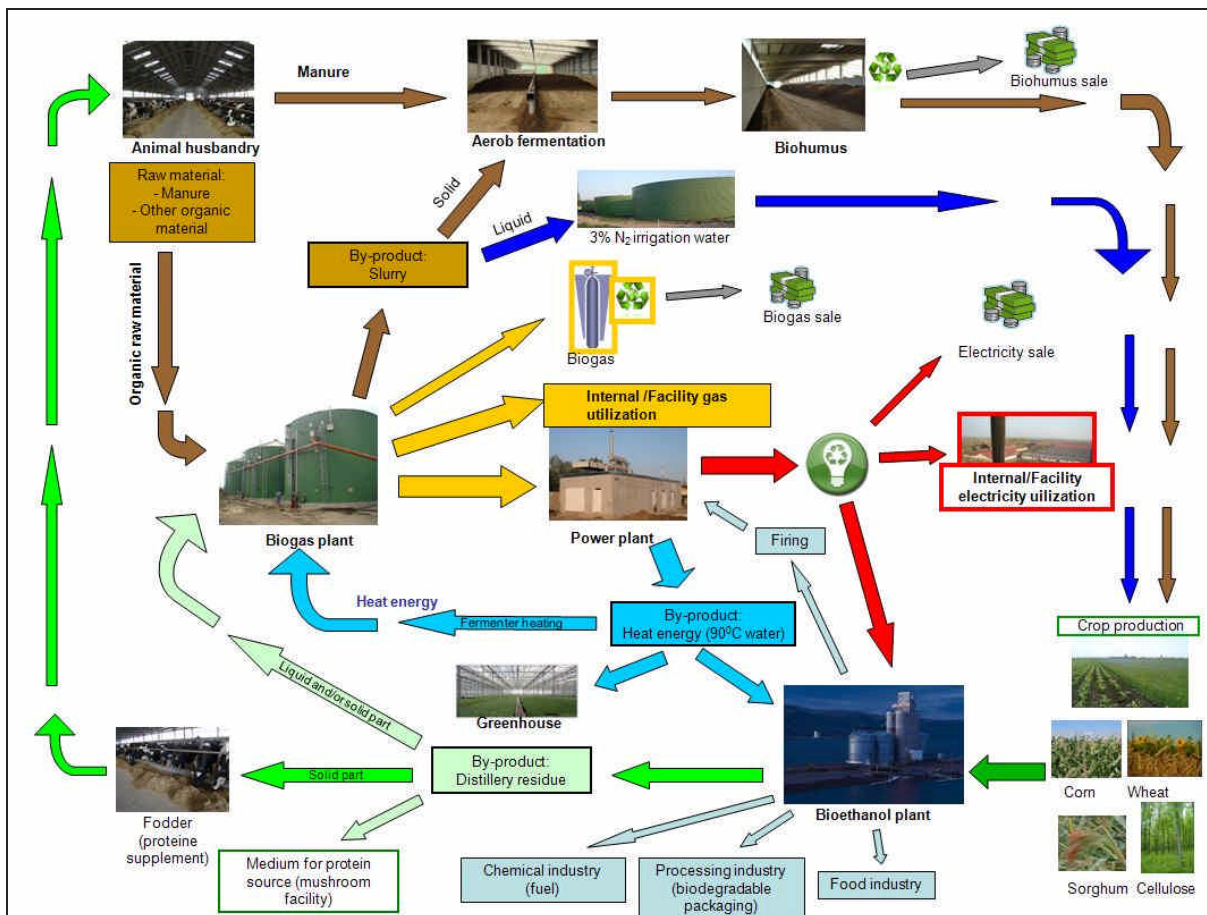 Manure
Biohumus sale
Animal husbandry
Aerob fermentation
Biohumus
Raw material:
- Manure
- Other organic
material
Solid
Liquid
3% N₂ irrigation water
By-product:
Slurry
Organic raw material
Biogas sale
Biogas
Electricity sale
Internal /Facility gas
utilization
Internal/Facility
electricity uilization
Biogas plant
Power plant
Firing
Heat energy
Fermenter heating
By-product:
Heat energy (90⁰C water)
Crop production
Liquid and/or solid part
Greenhouse
By-product:
Distillery residue
Solid part
Corn
Wheat
Bioethanol plant
Fodder
(proteine
supplement)
Medium for protein
source (mushroom
facility)
Chemical industry
(fuel)
Processing industry
(biodegradable
packaging)
Food industry
Sorghum
Cellulose